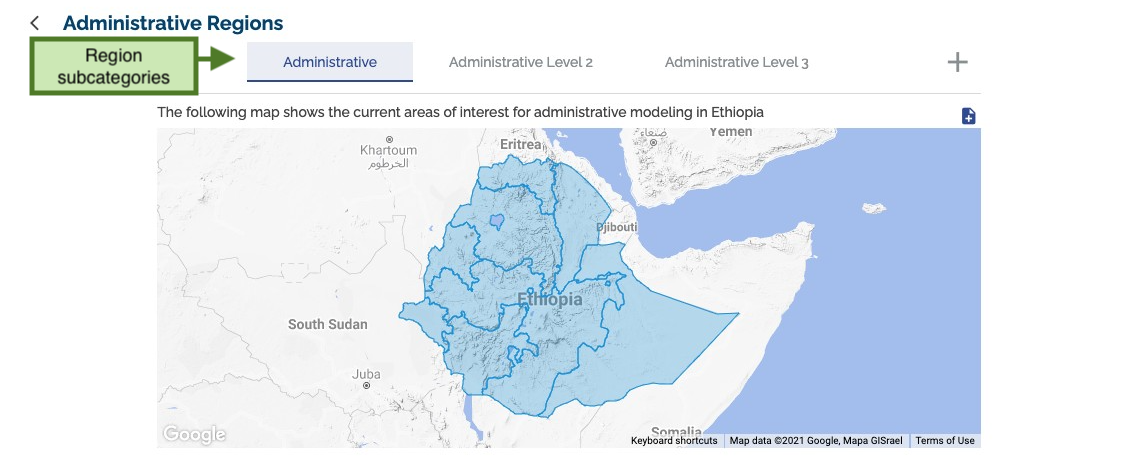 Administrative Regions
Region
subcategories
Administrative
Administrative Level 2
Administrative Level 3
The following map shows the current areas of interest for administrative modeling in Ethiopia
صنعاء
Yemen
Khartoum
الخرطوم
Eritrea
Djibouti
Ethiopia
South Sudan
Juba
Somalia
Google
Keyboard shortcuts
Map data ©2021 Google, Mapa GISrael
Terms of Use